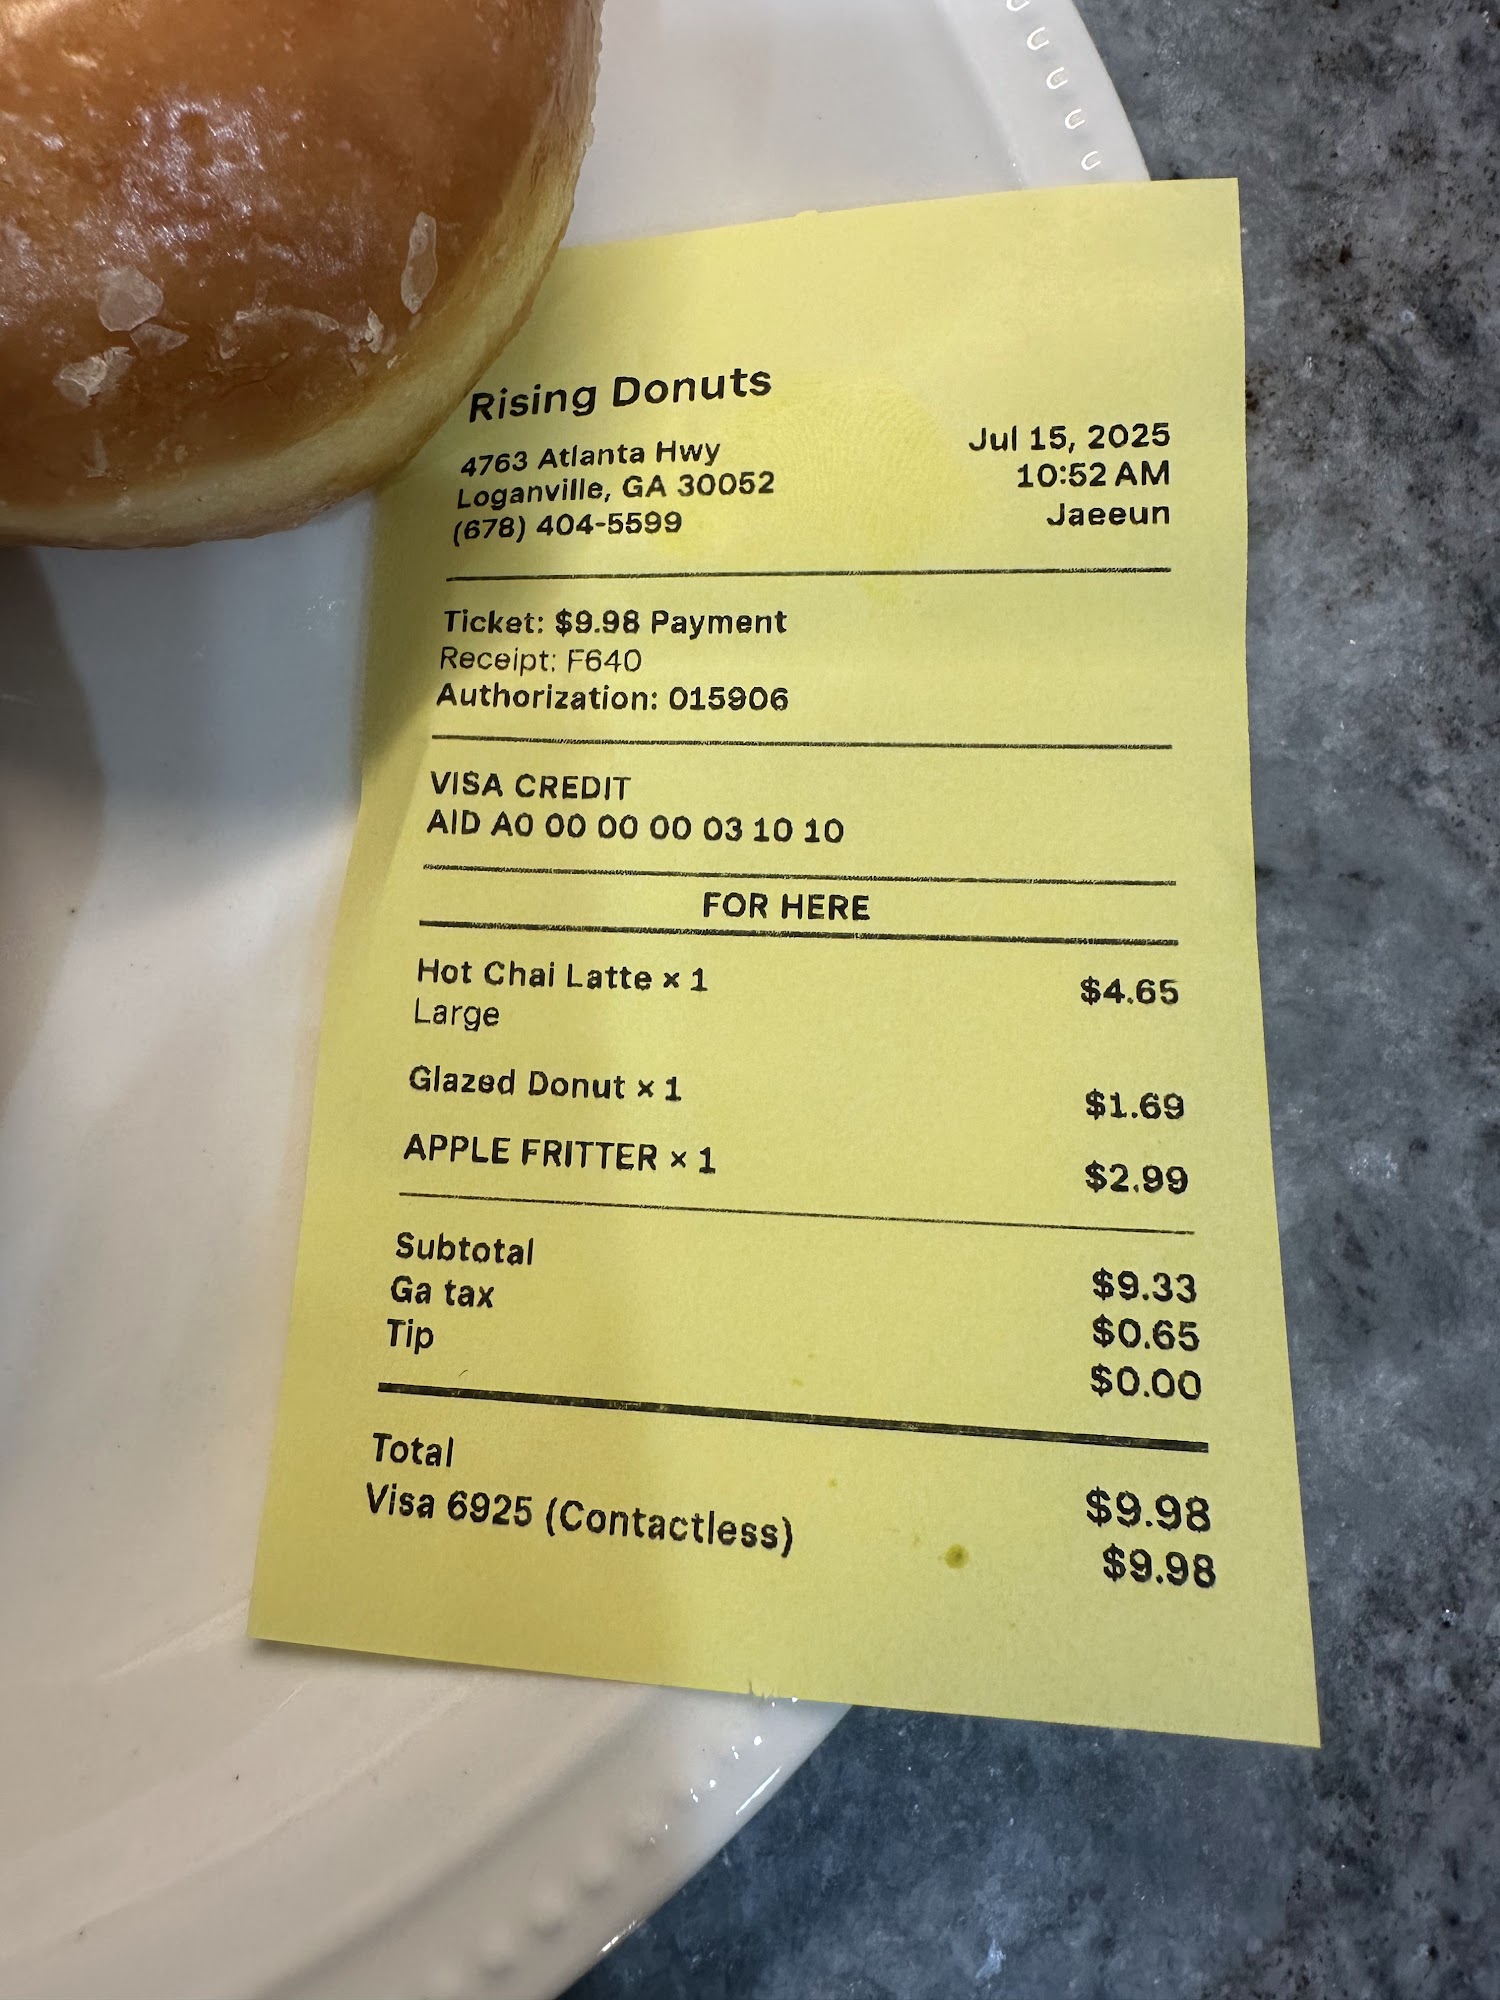 Rising Donuts
4763 Atlanta Hwy
Loganville, GA 30052
(678) 404-5599
Jul 15, 2025
10:52 AM
Jaeeun
Ticket: $9.98 Payment
Receipt: F640
Authorization: 015906
VISA CREDIT
AID A0 00 00 00 03 10 10
FOR HERE
Hot Chai Latte × 1 $4.65
Large
Glazed Donut × 1 $1.69
APPLE FRITTER × 1 $2.99
Subtotal $9.33
Ga tax $0.65
Tip $0.00
Total $9.98
Visa 6925 (Contactless) $9.98